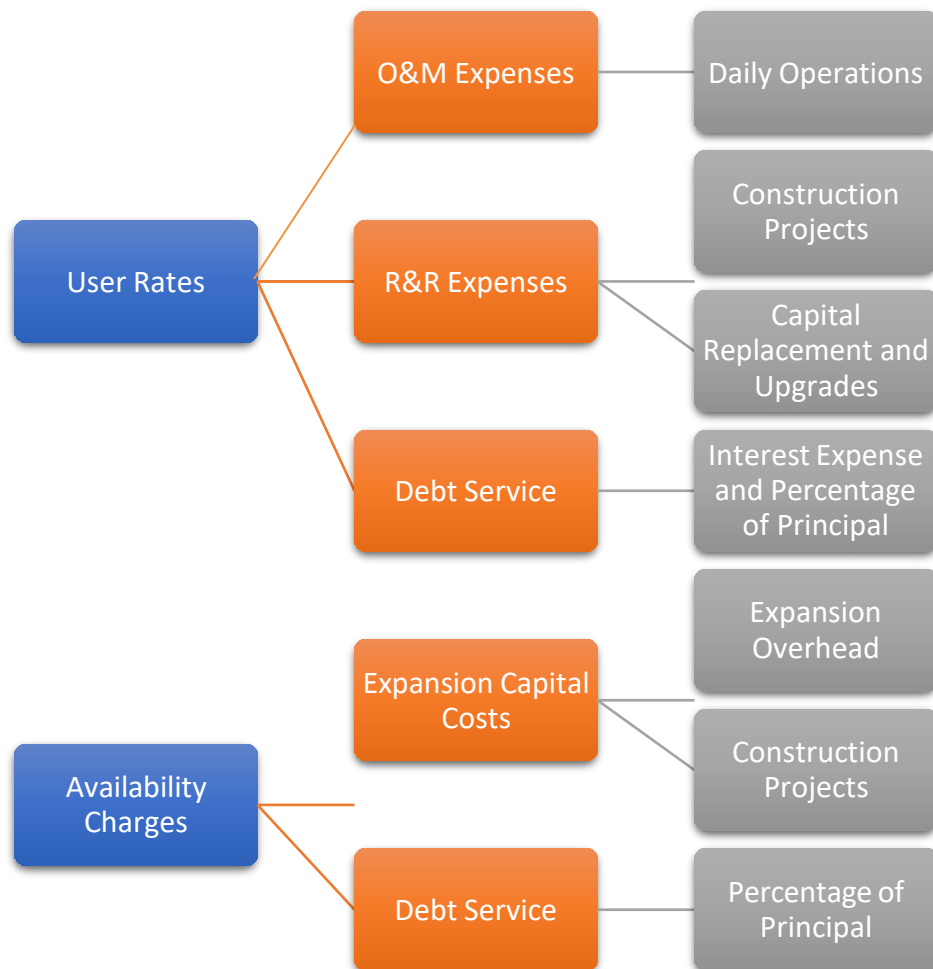 User Rates
O&M Expenses
Daily Operations
R&R Expenses
Construction
Projects
Capital
Replacement and
Upgrades
Debt Service
Interest Expense
and Percentage
of Principal
Availability
Charges
Expansion Capital
Costs
Expansion
Overhead
Construction
Projects
Debt Service
Percentage of
Principal